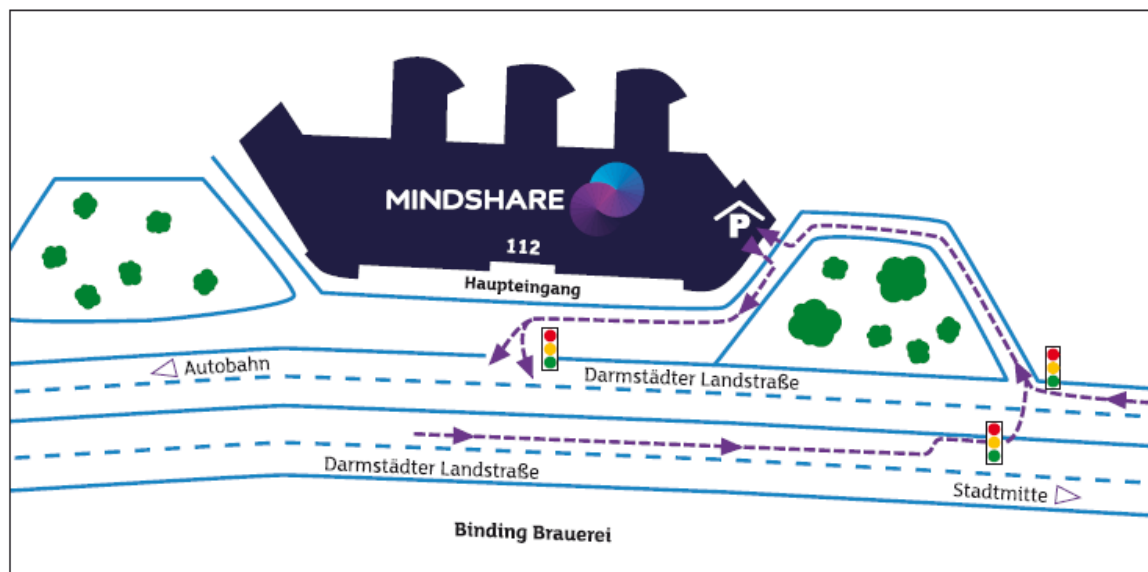 MINDSHARE
P
112
Haupteingang
Autobahn
Darmstädter Landstraße
Darmstädter Landstraße
Stadtmitte
Binding Brauerei